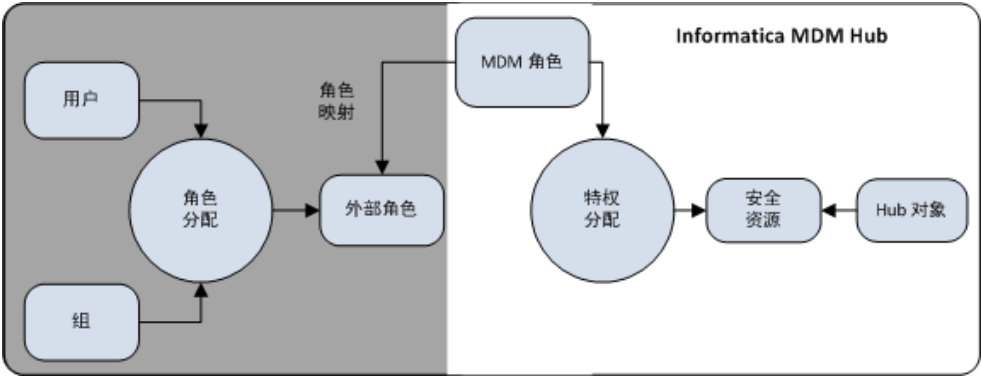 Informatica MDM Hub
MDM 角色
用户
角色
映射
角色
分配
外部角色
特权
分配
安全
资源
Hub 对象
组